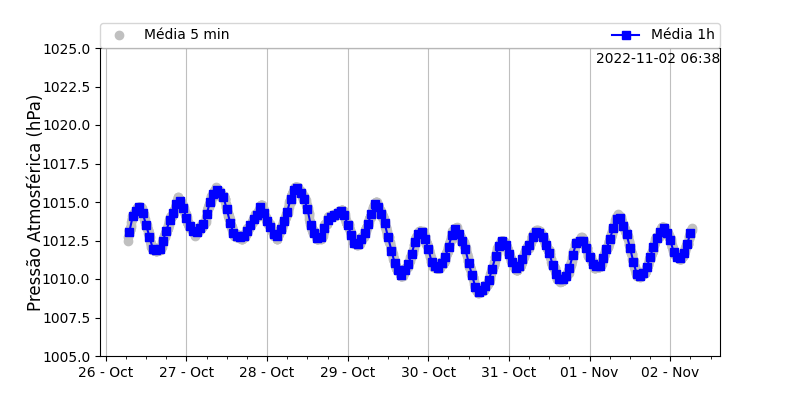 Média 5 min
Média 1h
2022-11-02 06:38
Pressão Atmosférica (hPa)
1025.0
1022.5
1020.0
1017.5
1015.0
1012.5
1010.0
1007.5
1005.0
26 - Oct
27 - Oct
28 - Oct
29 - Oct
30 - Oct
31 - Oct
01 - Nov
02 - Nov